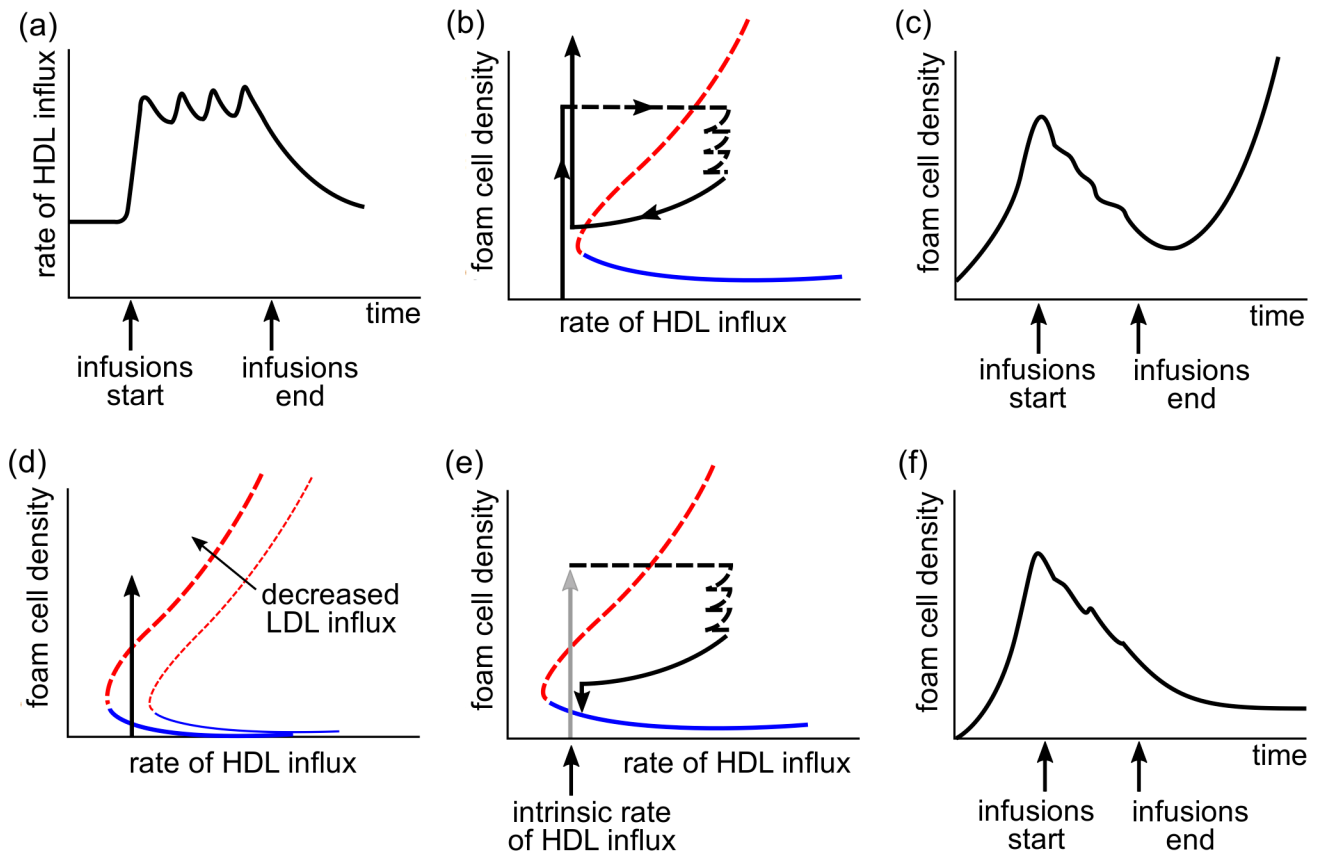 (a)
rate of HDL influx
time
infusions
start
infusions
end
(b)
foam cell density
rate of HDL influx
(c)
foam cell density
time
infusions
start
infusions
end
(d)
foam cell density
decreased
LDL influx
rate of HDL influx
(e)
foam cell density
rate of HDL influx
intrinsic rate
of HDL influx
(f)
foam cell density
time
infusions
start
infusions
end